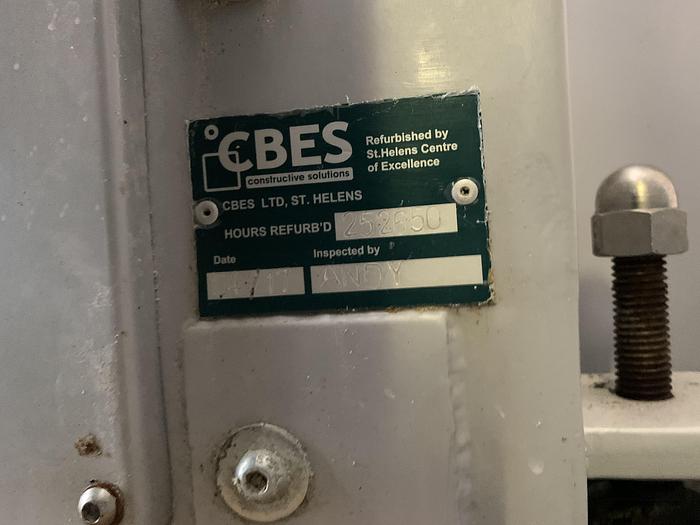 CBES
constructive solutions
Refurbished by
St.Helens Centre
of Excellence
CBES LTD, ST. HELENS
HOURS REFURB'D
Date
Inspected by
ANDY